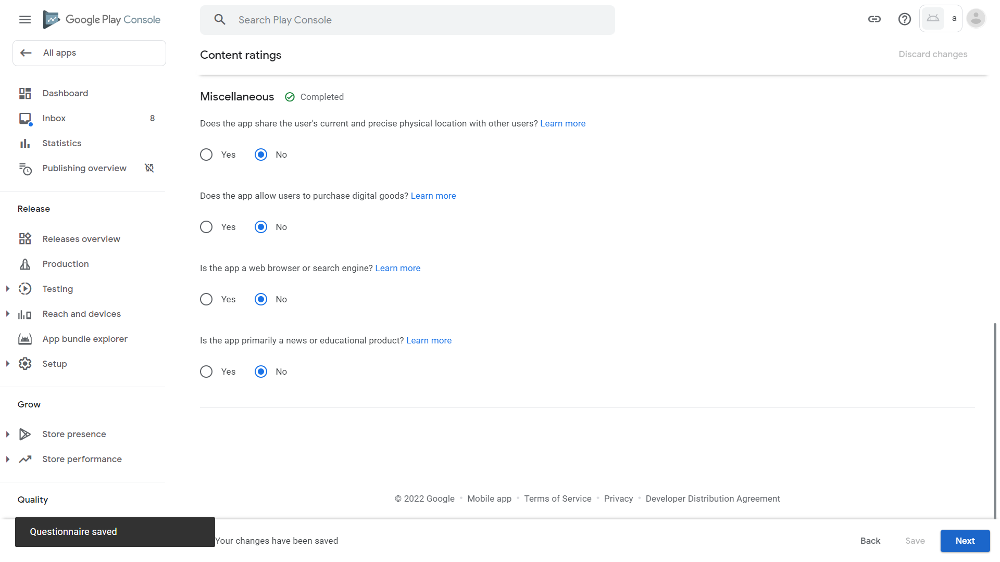 Google Play Console
Search Play Console
a
All apps
Content ratings
Discard changes
Dashboard
Inbox 8
Statistics
Publishing overview
Release
Releases overview
Production
Testing
Reach and devices
App bundle explorer
Setup
Grow
Store presence
Store performance
Quality
Miscellaneous Completed
Does the app share the user's current and precise physical location with other users? Learn more
Yes No
Does the app allow users to purchase digital goods? Learn more
Yes No
Is the app a web browser or search engine? Learn more
Yes No
Is the app primarily a news or educational product? Learn more
Yes No
© 2022 Google • Mobile app • Terms of Service • Privacy • Developer Distribution Agreement
Questionnaire saved
Your changes have been saved
Back Save Next